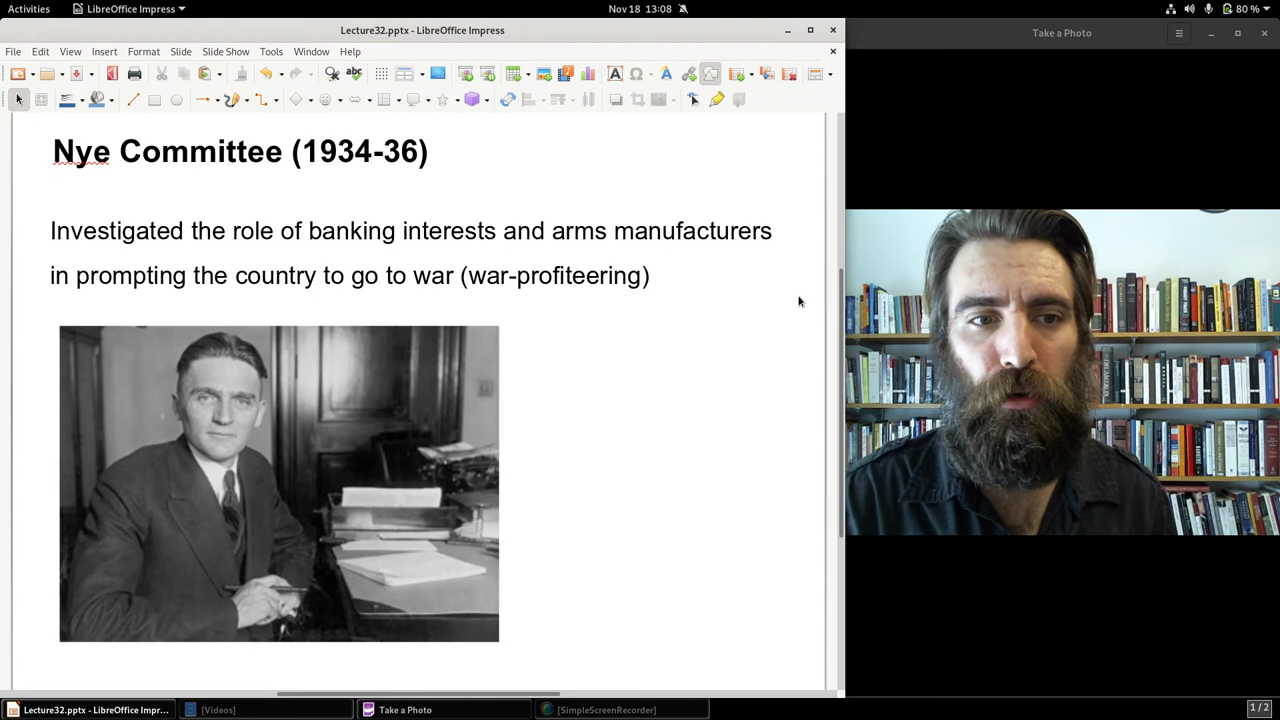 Activities
LibreOffice Impress
Nov 18 13:08
80 %
Lecture32.pptx - LibreOffice Impress
Take a Photo
File Edit View Insert Format Slide Slide Show Tools Window Help
Nye Committee (1934-36)
Investigated the role of banking interests and arms manufacturers
in prompting the country to go to war (war-profiteering)
Lecture32.pptx - LibreOffice Impr...
[Videos]
Take a Photo
[SimpleScreenRecorder]
1 / 2